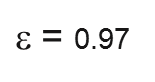 ε = 0.97